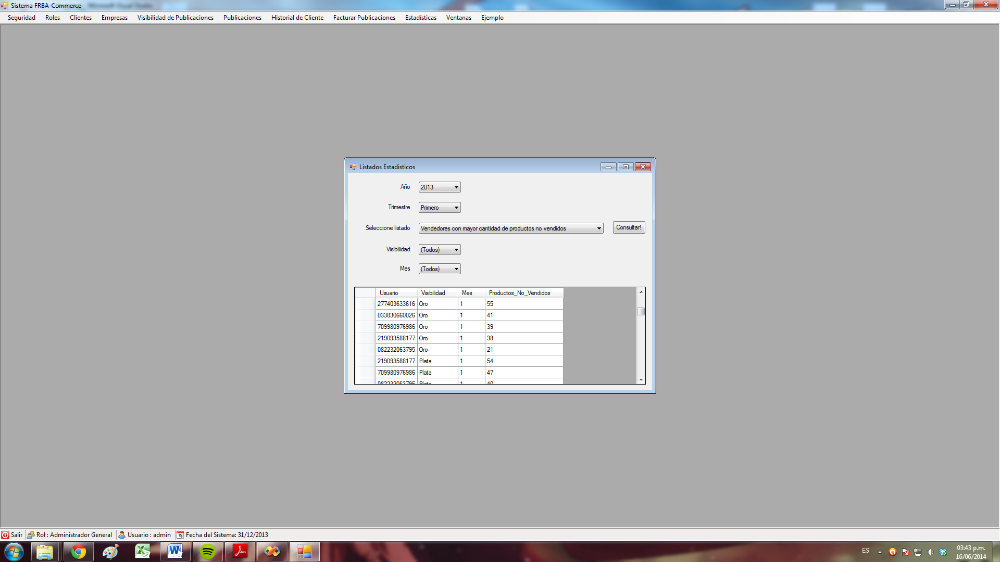 Sistema FRBA-Commerce
Seguridad Roles Clientes Empresas Visibilidad de Publicaciones Publicaciones Historial de Cliente Facturar Publicaciones Estadísticas Ventanas Ejemplo
Listados Estadisticos
Año 2013
Trimestre Primero
Seleccione listado Vendedores con mayor cantidad de productos no vendidos Consultar!
Visibilidad (Todos)
Mes (Todos)
Usuario Visibilidad Mes Productos_No_Vendidos
277403633616 Oro 1 55
033830660026 Oro 1 41
709980976986 Oro 1 39
219093588177 Oro 1 38
082232063795 Oro 1 21
219093588177 Plata 1 54
709980976986 Plata 1 47
082232063795 Plata 1 40
Salir Rol : Administrador General Usuario : admin Fecha del Sistema: 31/12/2013
ES 03:43 p.m.
16/06/2014